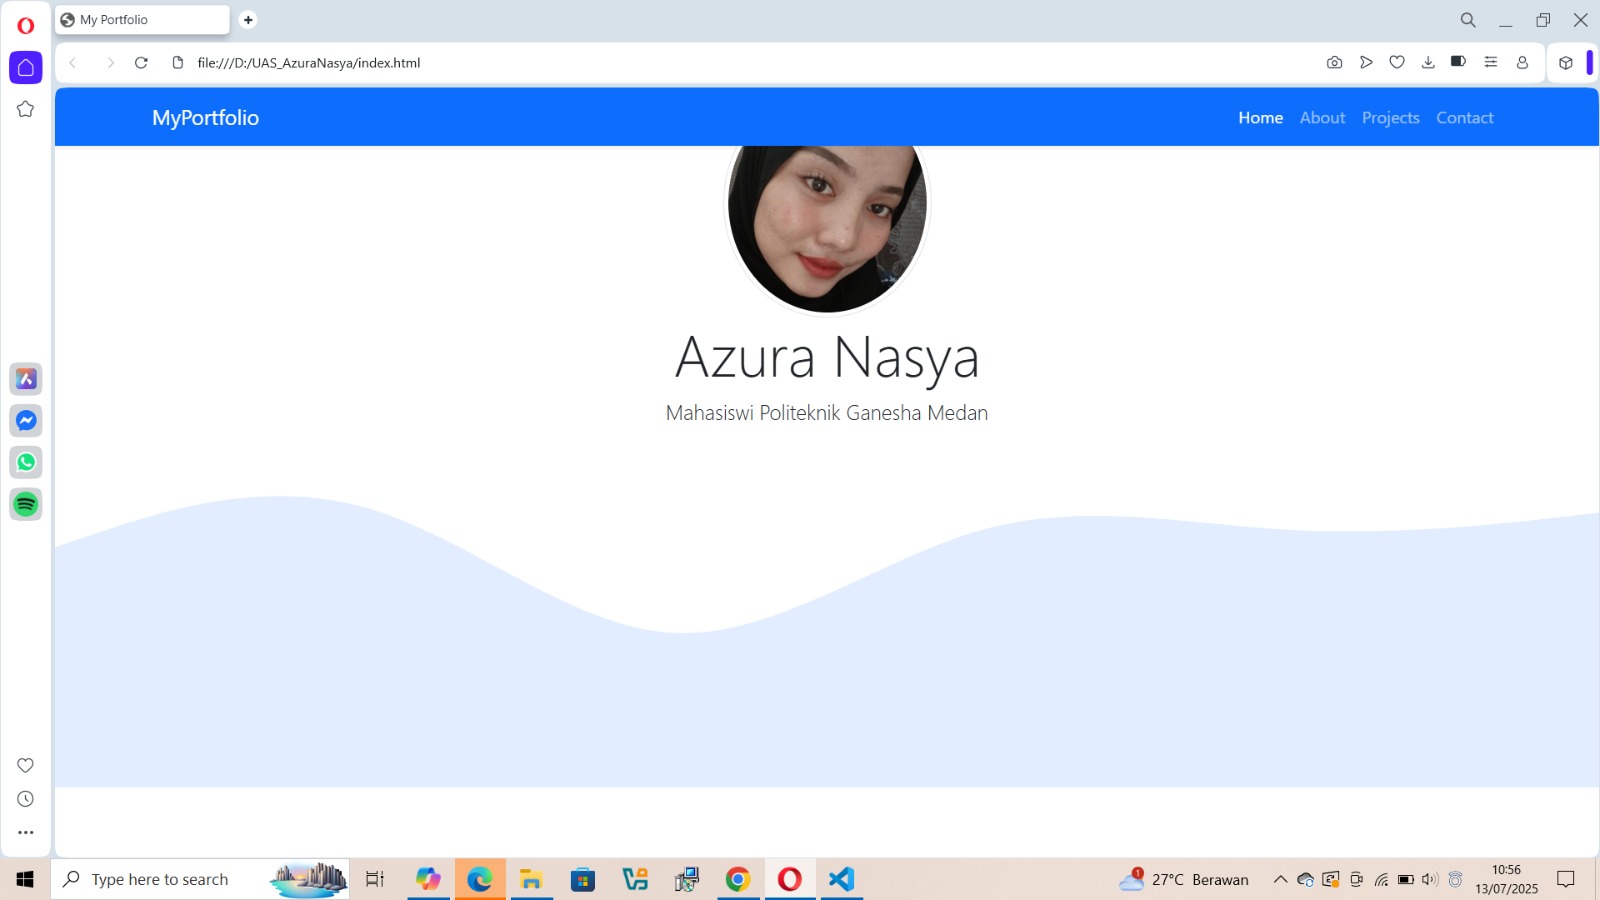 My Portfolio
file:///D:/UAS_AzuraNasya/index.html
MyPortfolio
Home About Projects Contact
Azura Nasya
Mahasiswi Politeknik Ganesha Medan
Type here to search
1
27°C Berawan
10:56
13/07/2025